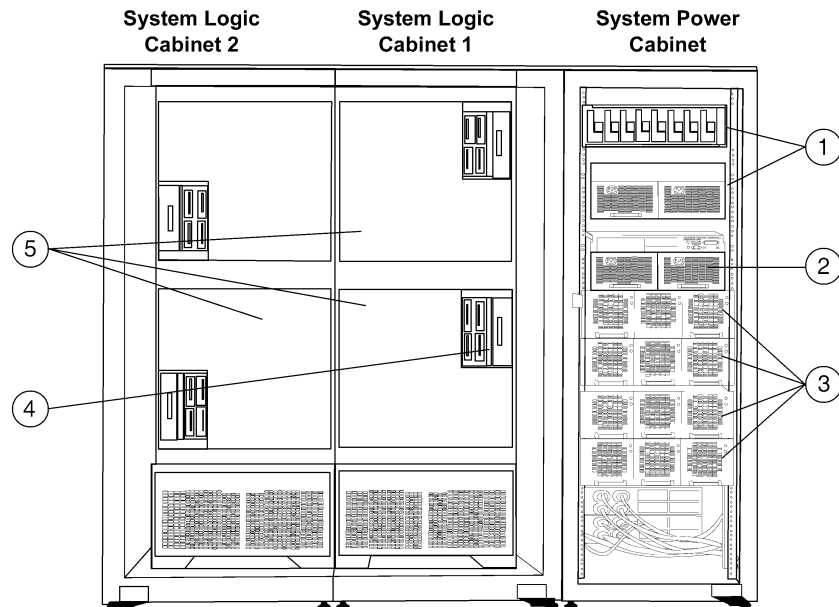 System Logic
Cabinet 2
System Logic
Cabinet 1
System Power
Cabinet
1
2
3
4
5